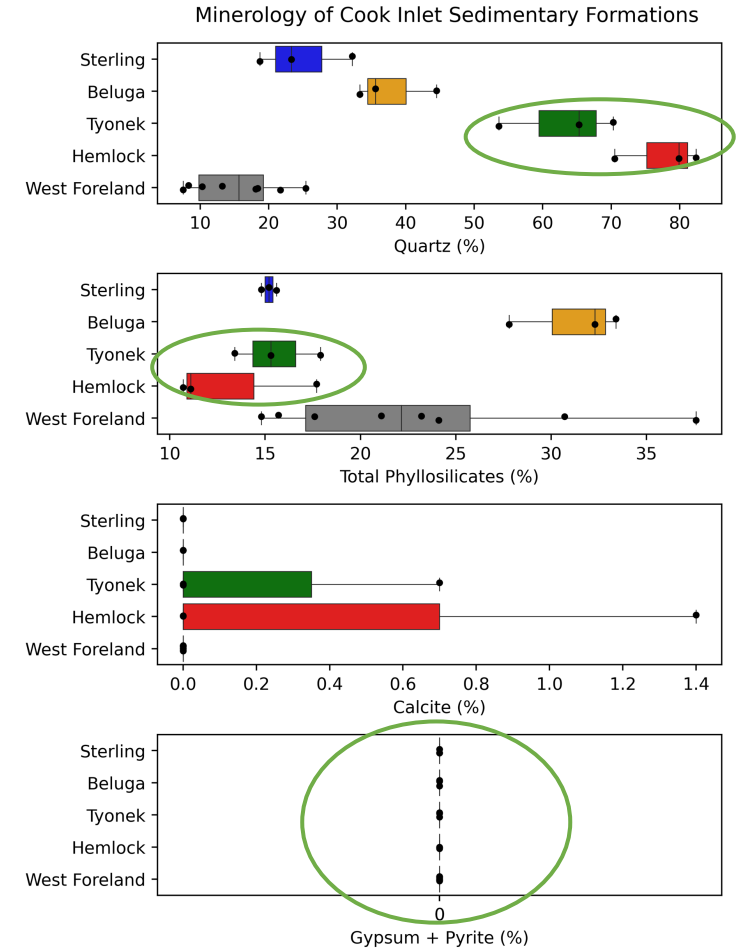 Minerology of Cook Inlet Sedimentary Formations
Sterling
Beluga
Tyonek
Hemlock
West Foreland
10 20 30 40 50 60 70 80
Quartz (%)
Sterling
Beluga
Tyonek
Hemlock
West Foreland
10 15 20 25 30 35
Total Phyllosilicates (%)
Sterling
Beluga
Tyonek
Hemlock
West Foreland
0.0 0.2 0.4 0.6 0.8 1.0 1.2 1.4
Calcite (%)
Sterling
Beluga
Tyonek
Hemlock
West Foreland
0
Gypsum + Pyrite (%)